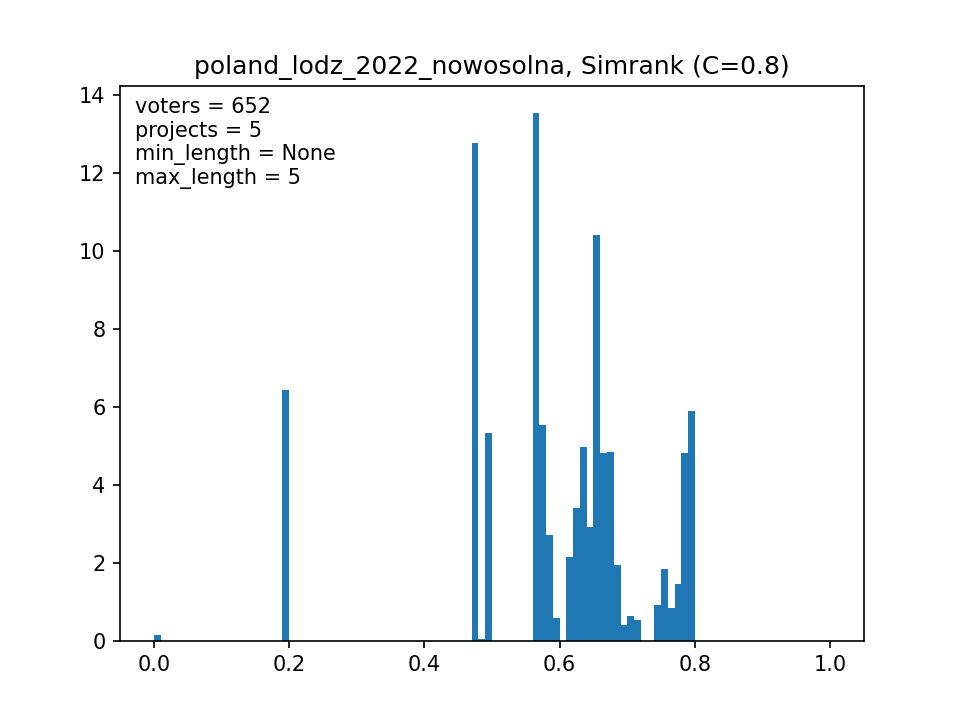 poland_lodz_2022_nowosolna, Simrank (C=0.8)
voters = 652
projects = 5
min_length = None
max_length = 5
14
12
10
8
6
4
2
0
0.0 0.2 0.4 0.6 0.8 1.0